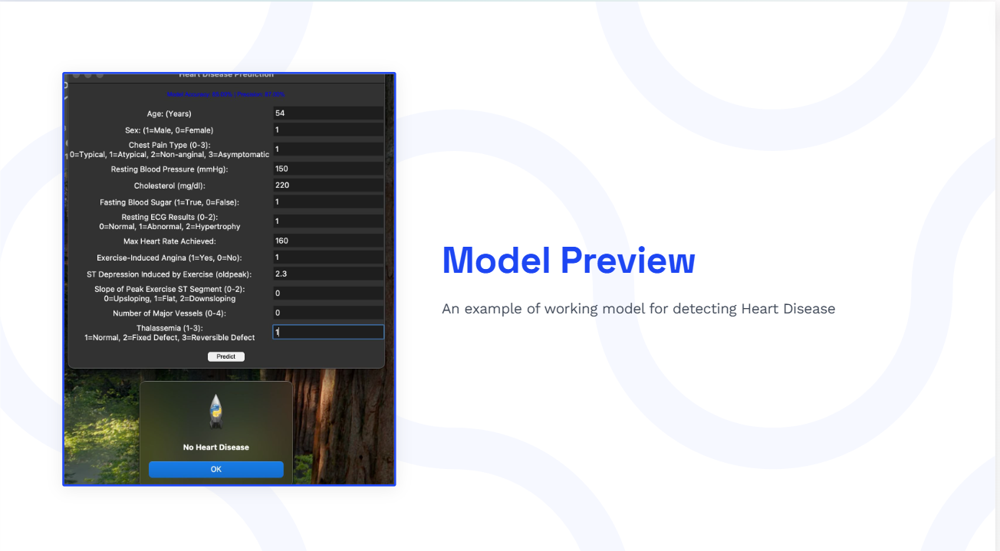 Heart Disease Prediction
Model Accuracy:
Age: (Years)
54
Sex: (1=Male, 0=Female)
1
Chest Pain Type (0-3):
0=Typical, 1=Atypical, 2=Non-anginal, 3=Asymptomatic
1
Resting Blood Pressure (mmHg):
150
Cholesterol (mg/dl):
220
Fasting Blood Sugar (1=True, 0=False):
1
Resting ECG Results (0-2):
0=Normal, 1=Abnormal, 2=Hypertrophy
1
Max Heart Rate Achieved:
160
Exercise-Induced Angina (1=Yes, 0=No):
1
ST Depression Induced by Exercise (oldpeak):
2.3
Slope of Peak Exercise ST Segment (0-2):
0=Upsloping, 1=Flat, 2=Downsloping
0
Number of Major Vessels (0-4):
0
Thalassemia (1-3):
1=Normal, 2=Fixed Defect, 3=Reversible Defect
1
Predict
No Heart Disease
OK
Model Preview
An example of working model for detecting Heart Disease